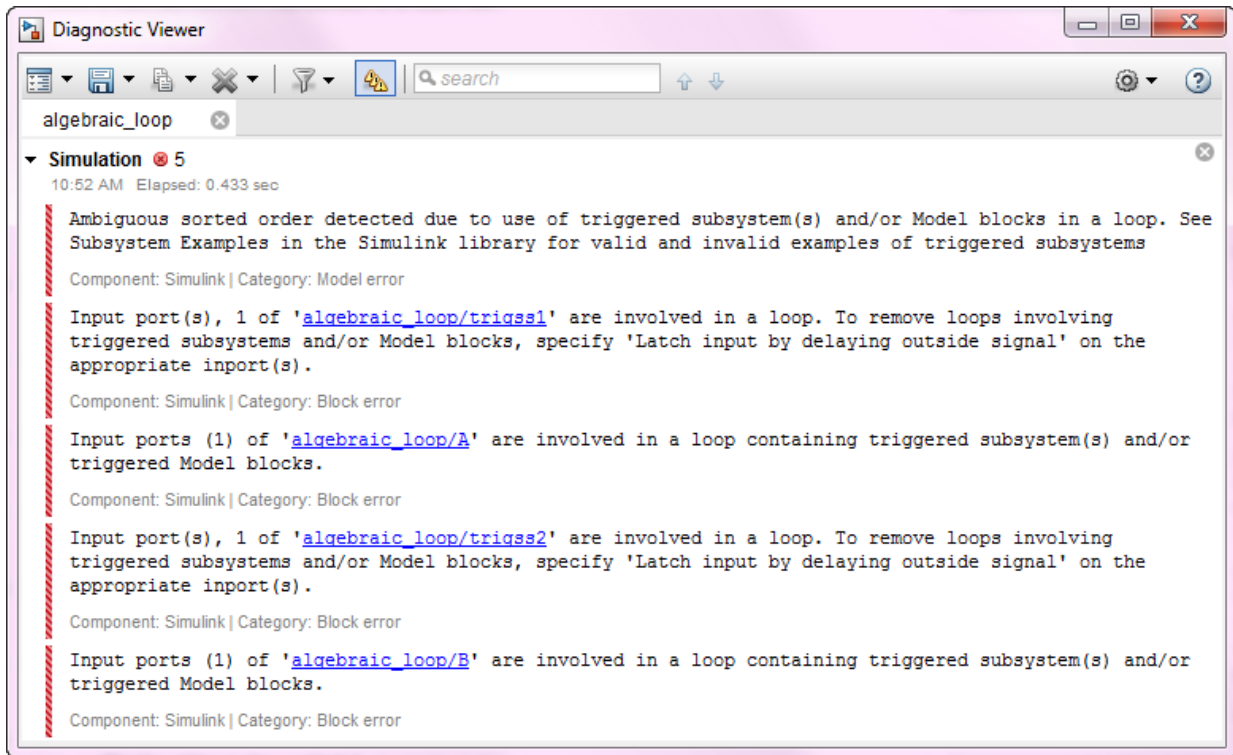 Diagnostic Viewer
search
algebraic_loop
Simulation 5
10:52 AM Elapsed: 0.433 sec
Ambiguous sorted order detected due to use of triggered subsystem(s) and/or Model blocks in a loop. See
Subsystem Examples in the Simulink library for valid and invalid examples of triggered subsystems
Component: Simulink | Category: Model error
Input port(s), 1 of 'algebraic_loop/trigss1' are involved in a loop. To remove loops involving
triggered subsystems and/or Model blocks, specify 'Latch input by delaying outside signal' on the
appropriate inport(s).
Component: Simulink | Category: Block error
Input ports (1) of 'algebraic_loop/A' are involved in a loop containing triggered subsystem(s) and/or
triggered Model blocks.
Component: Simulink | Category: Block error
Input port(s), 1 of 'algebraic_loop/trigss2' are involved in a loop. To remove loops involving
triggered subsystems and/or Model blocks, specify 'Latch input by delaying outside signal' on the
appropriate inport(s).
Component: Simulink | Category: Block error
Input ports (1) of 'algebraic_loop/B' are involved in a loop containing triggered subsystem(s) and/or
triggered Model blocks.
Component: Simulink | Category: Block error